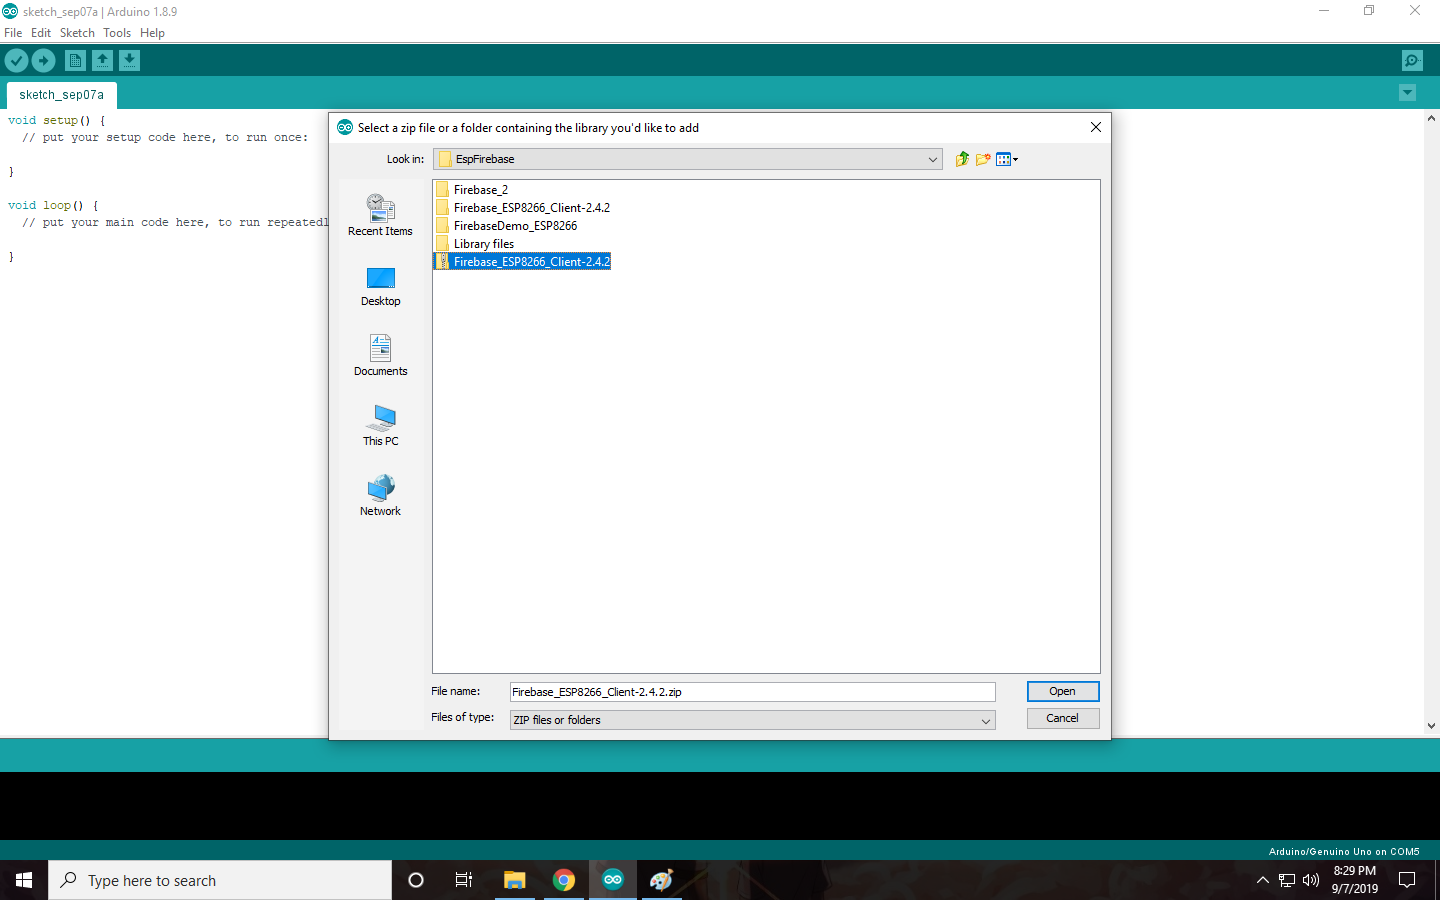 sketch_sep07a | Arduino 1.8.9
File Edit Sketch Tools Help
sketch_sep07a
void setup() {
// put your setup code here, to run once:
}
void loop() {
// put your main code here, to run repeatedl
}
Select a zip file or a folder containing the library you'd like to add
Look in: EspFirebase
Recent Items
Desktop
Documents
This PC
Network
Firebase_2
Firebase_ESP8266_Client-2.4.2
FirebaseDemo_ESP8266
Library files
Firebase_ESP8266_Client-2.4.2
File name: Firebase_ESP8266_Client-2.4.2.zip Open
Files of type: ZIP files or folders Cancel
Arduino/Genuino Uno on COM5
Type here to search
8:29 PM
9/7/2019